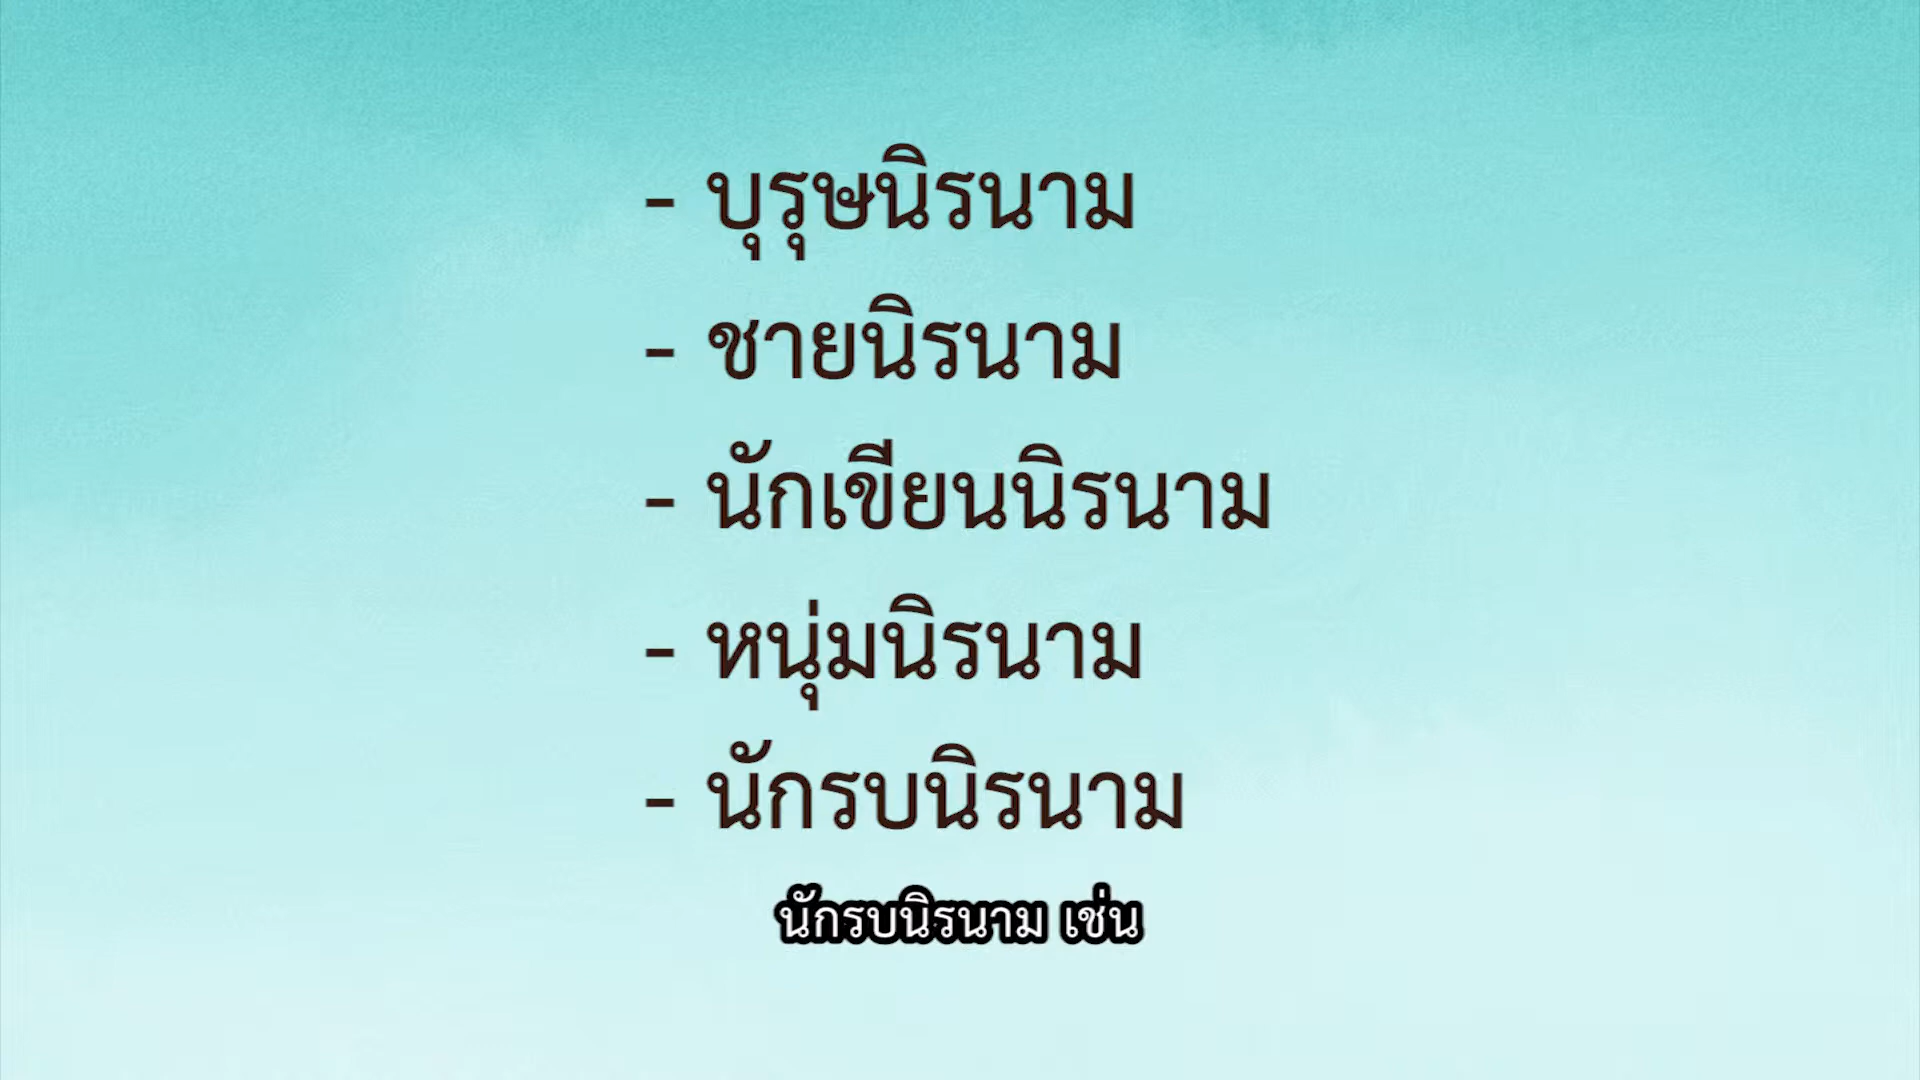 - บุรุษนิรนาม
- ชายนิรนาม
- นักเขียนนิรนาม
- หนุ่มนิรนาม
- นักรบนิรนาม
นักรบนิรนาม เช่น